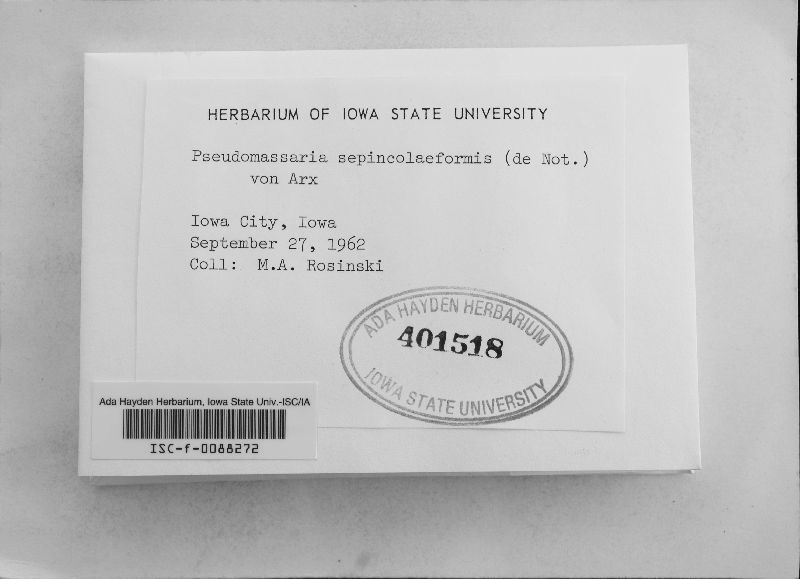 HERBARIUM OF IOWA STATE UNIVERSITY
Pseudomassaria sepincolaeformis (de Not.)
von Arx
Iowa City, Iowa
September 27, 1962
Coll: M.A. Rosinski
ADA HAYDEN HERBARIUM
401518
IOWA STATE UNIVERSITY
Ada Hayden Herbarium, Iowa State Univ.-ISC/IA
ISC-f-0088272